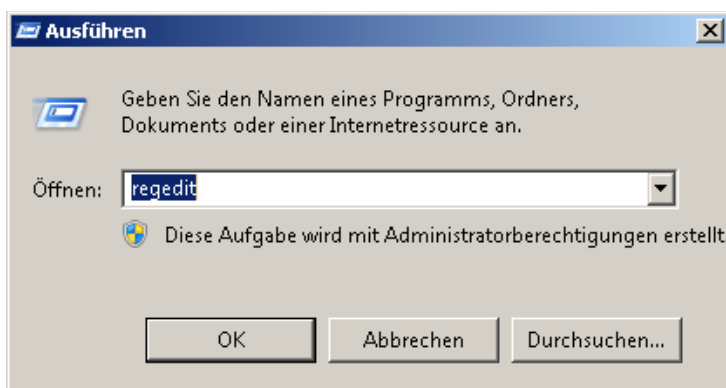 Ausführen
Geben Sie den Namen eines Programms, Ordners,
Dokuments oder einer Internetressource an.
Öffnen: regedit
Diese Aufgabe wird mit Administratorberechtigungen erstellt
OK Abbrechen Durchsuchen...